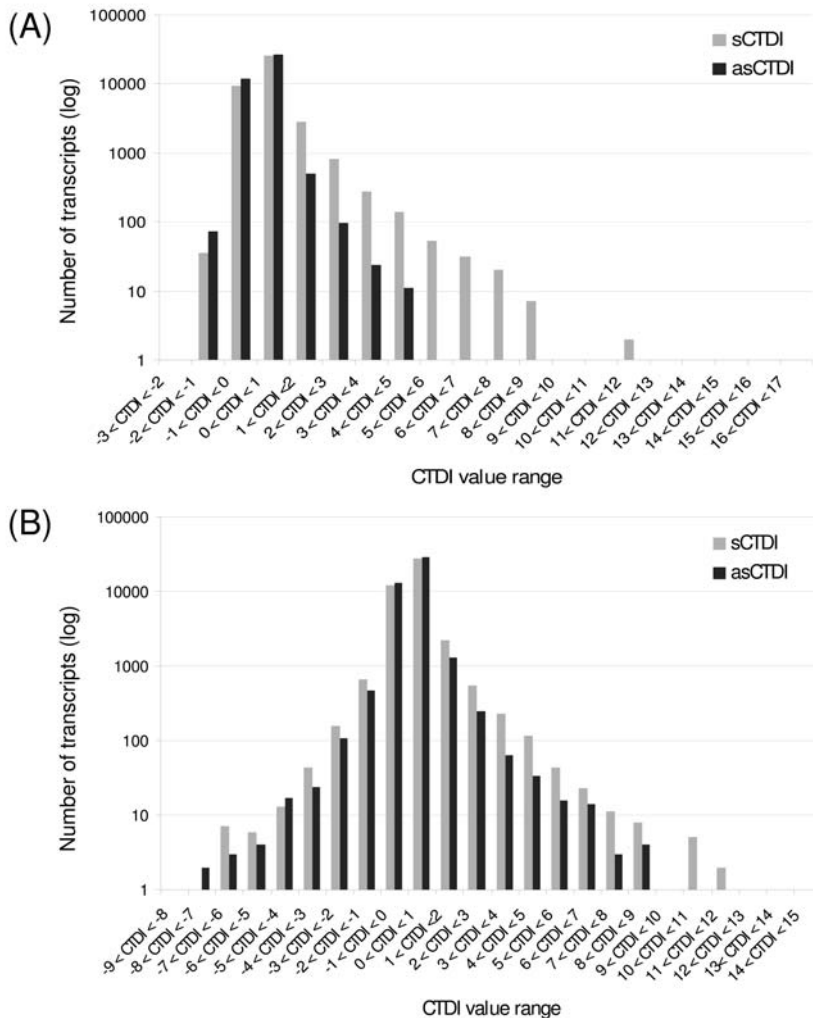 (A)
100000
10000
1000
100
10
1
Number of transcripts (log)
sCTDI
asCTDI
-3 < CTDI < -2
-2 < CTDI < -1
-1 < CTDI < 0
0 < CTDI < 1
1 < CTDI <2
2 < CTDI < 3
3 < CTDI < 4
4 < CTDI < 5
5 < CTDI < 6
6 < CTDI < 7
7 < CTDI < 8
8 < CTDI < 9
9 < CTDI < 10
10 < CTDI < 11
11 < CTDI < 12
12 < CTDI < 13
13 < CTDI < 14
14 < CTDI < 15
15 < CTDI < 16
16 < CTDI < 17
CTDI value range
(B)
100000
10000
1000
100
10
1
Number of transcripts (log)
sCTDI
asCTDI
-9 < CTDI < -8
-8 < CTDI < -7
-7 < CTDI < -6
-6 < CTDI < -5
-5 < CTDI < -4
-4 < CTDI < -3
-3 < CTDI < -2
-2 < CTDI < -1
-1 < CTDI < 0
0 < CTDI < 1
1 < CTDI <2
2 < CTDI < 3
3 < CTDI < 4
4 < CTDI < 5
5 < CTDI < 6
6 < CTDI < 7
7 < CTDI < 8
8 < CTDI < 9
9 < CTDI < 10
10 < CTDI < 11
11 < CTDI < 12
12 < CTDI < 13
13 < CTDI < 14
14 < CTDI < 15
CTDI value range